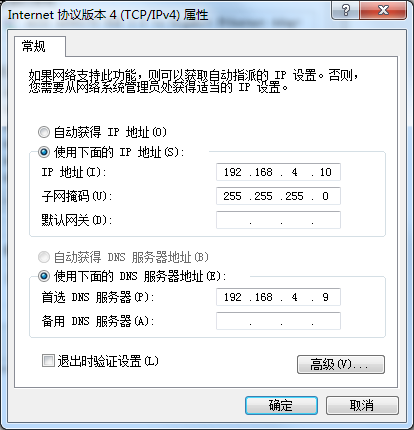 Internet 协议版本 4 (TCP/IPv4) 属性
常规
如果网络支持此功能，则可以获取自动指派的 IP 设置。否则，
您需要从网络系统管理员处获得适当的 IP 设置。
自动获得 IP 地址(O)
使用下面的 IP 地址(S):
IP 地址(I): 192 .168 . 4 . 10
子网掩码(U): 255 .255 .255 . 0
默认网关(D): . . .
自动获得 DNS 服务器地址(B)
使用下面的 DNS 服务器地址(E):
首选 DNS 服务器(P): 192 .168 . 4 . 9
备用 DNS 服务器(A): . . .
退出时验证设置(L)
高级(V)...
确定 取消